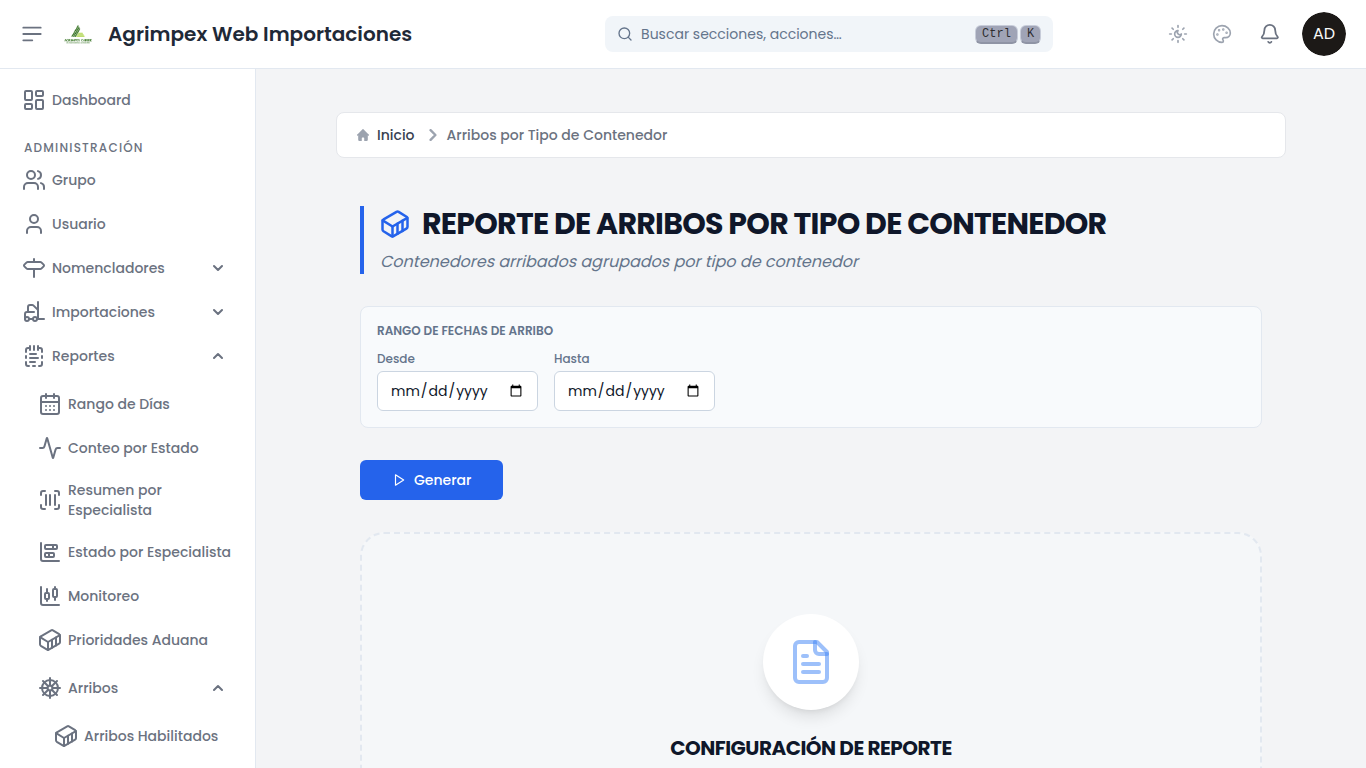 Agrimpex Web Importaciones
Buscar secciones, acciones...
Ctrl K
AD
Dashboard
ADMINISTRACIÓN
Grupo
Usuario
Nomencladores
Importaciones
Reportes
Rango de Días
Conteo por Estado
Resumen por
Especialista
Estado por Especialista
Monitoreo
Prioridades Aduana
Arribos
Arribos Habilitados
Inicio
Arribos por Tipo de Contenedor
REPORTE DE ARRIBOS POR TIPO DE CONTENEDOR
Contenedores arribados agrupados por tipo de contenedor
RANGO DE FECHAS DE ARRIBO
Desde
Hasta
mm/dd/yyyy
mm/dd/yyyy
Generar
CONFIGURACIÓN DE REPORTE